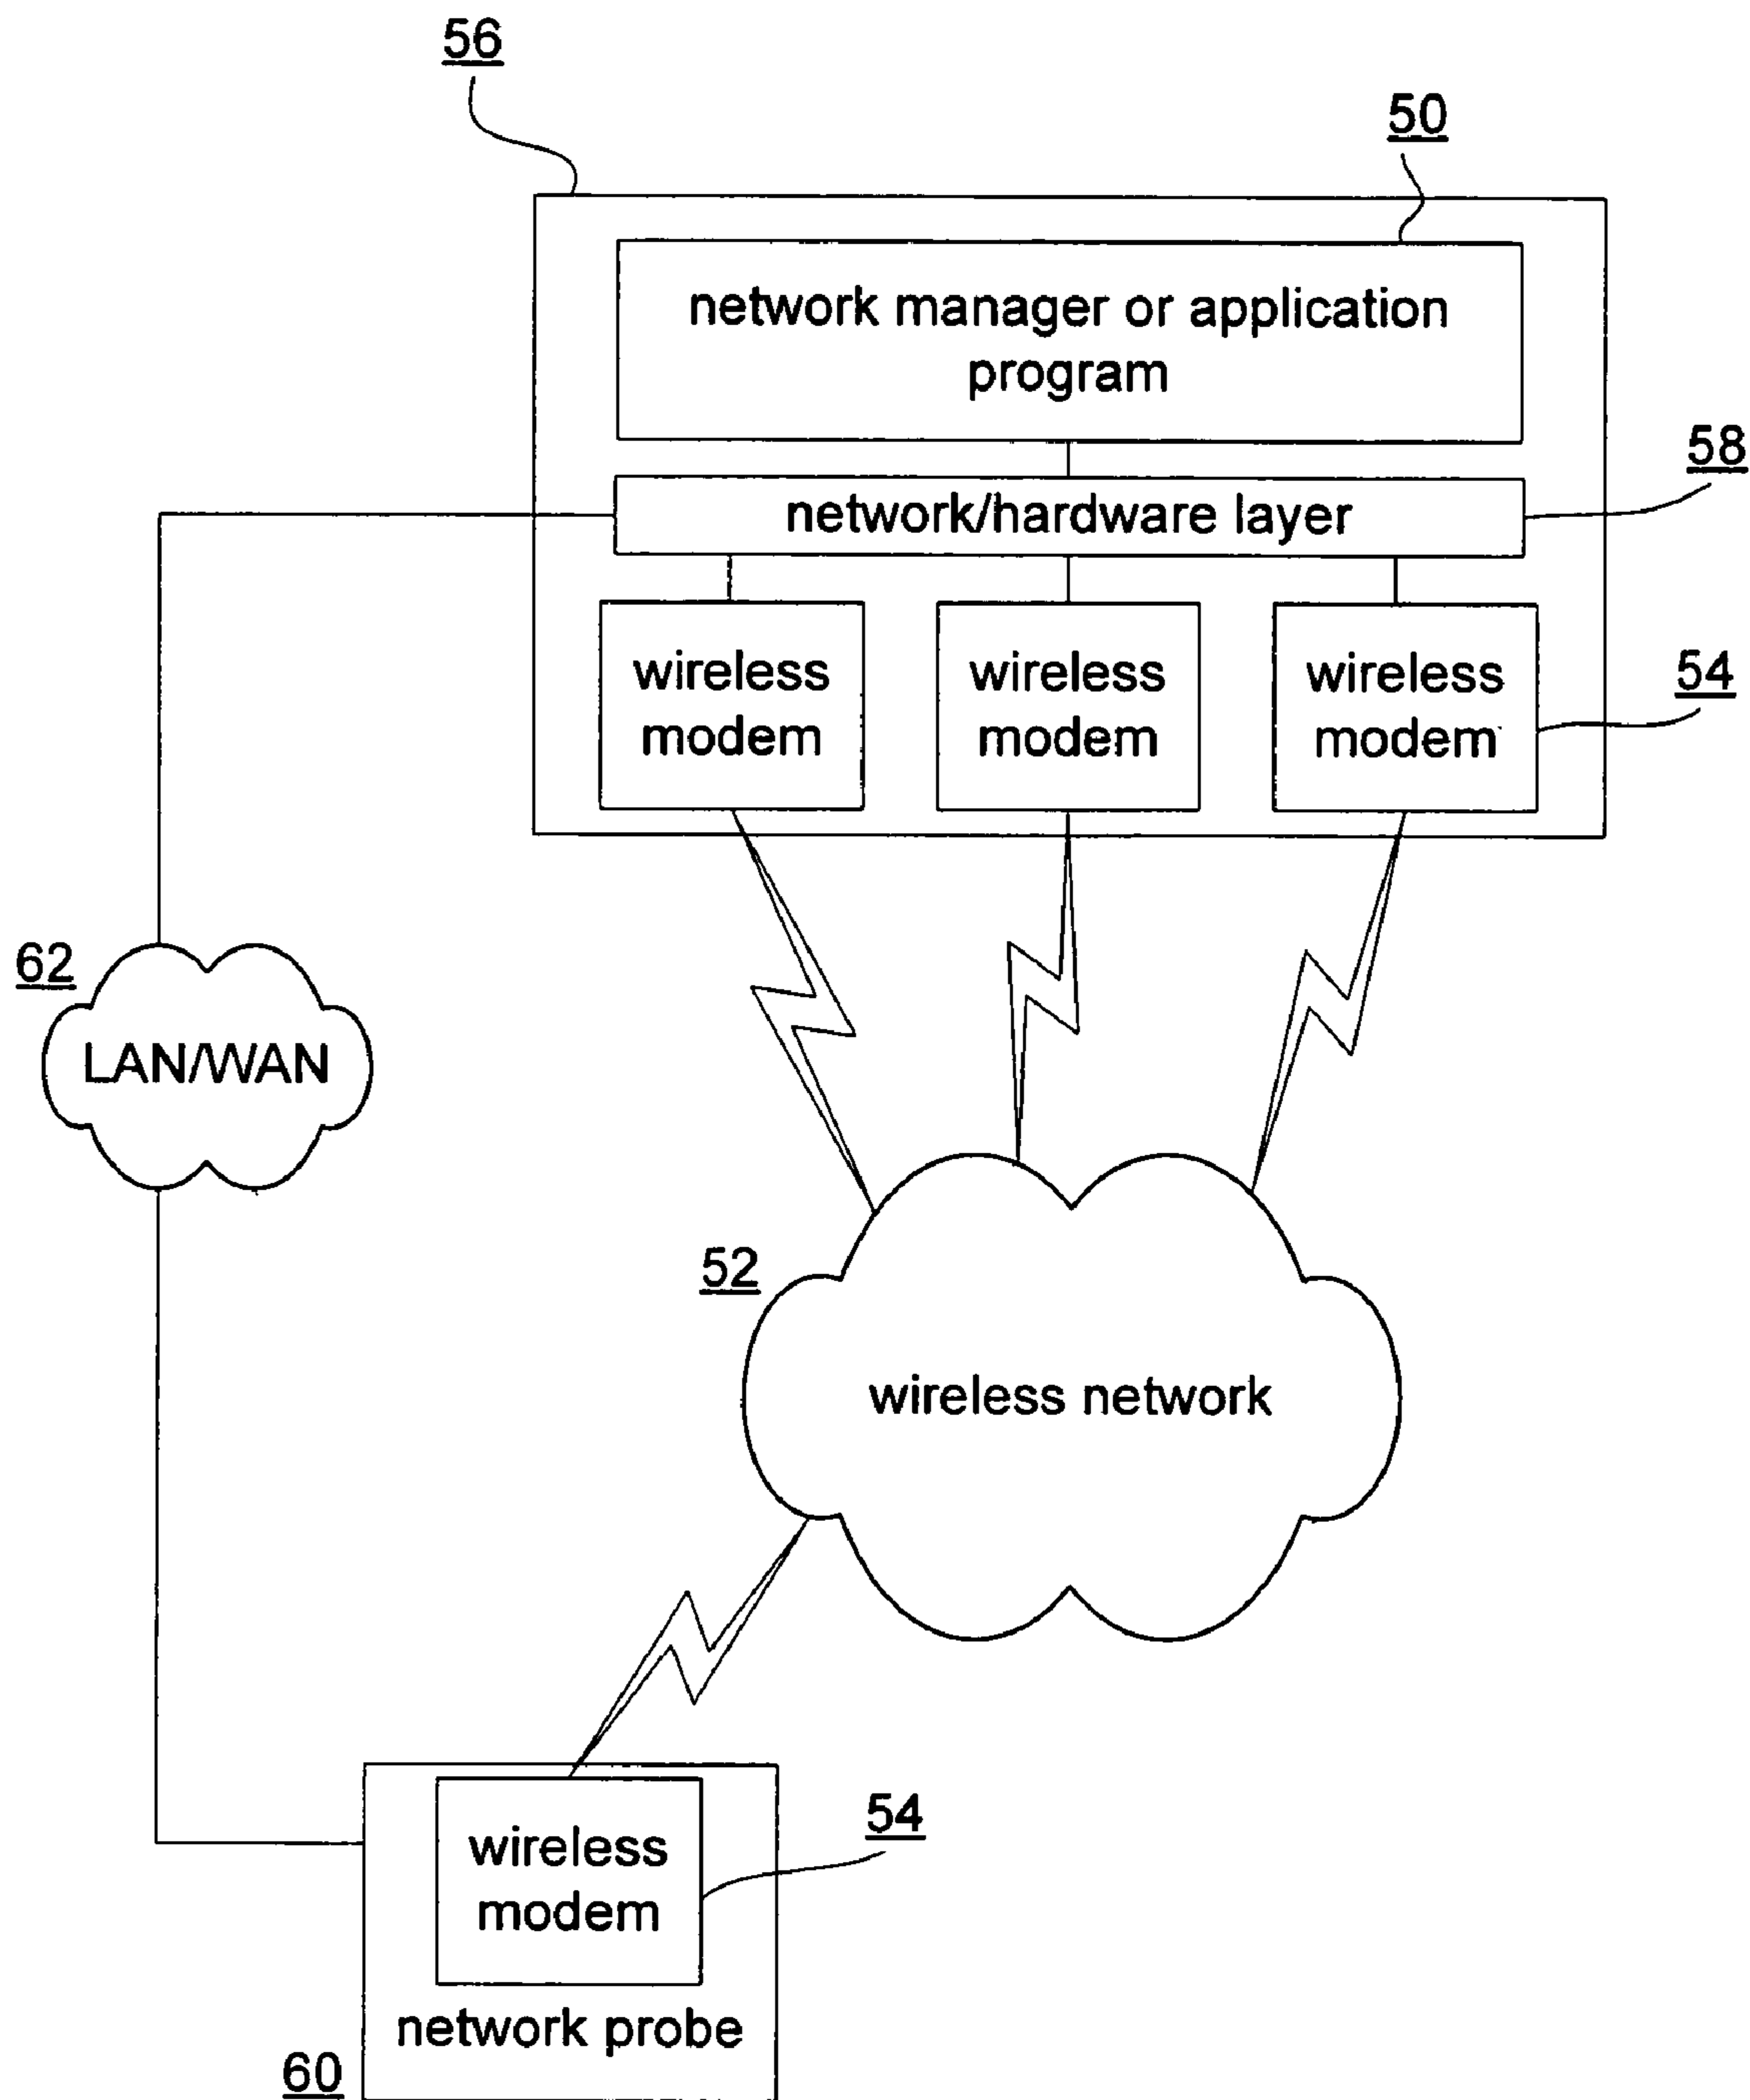 56
50
network manager or application
program
58
network/hardware layer
wireless
modem
wireless
modem
wireless
modem
54
62
LAN/WAN
52
wireless network
54
wireless
modem
network probe
60